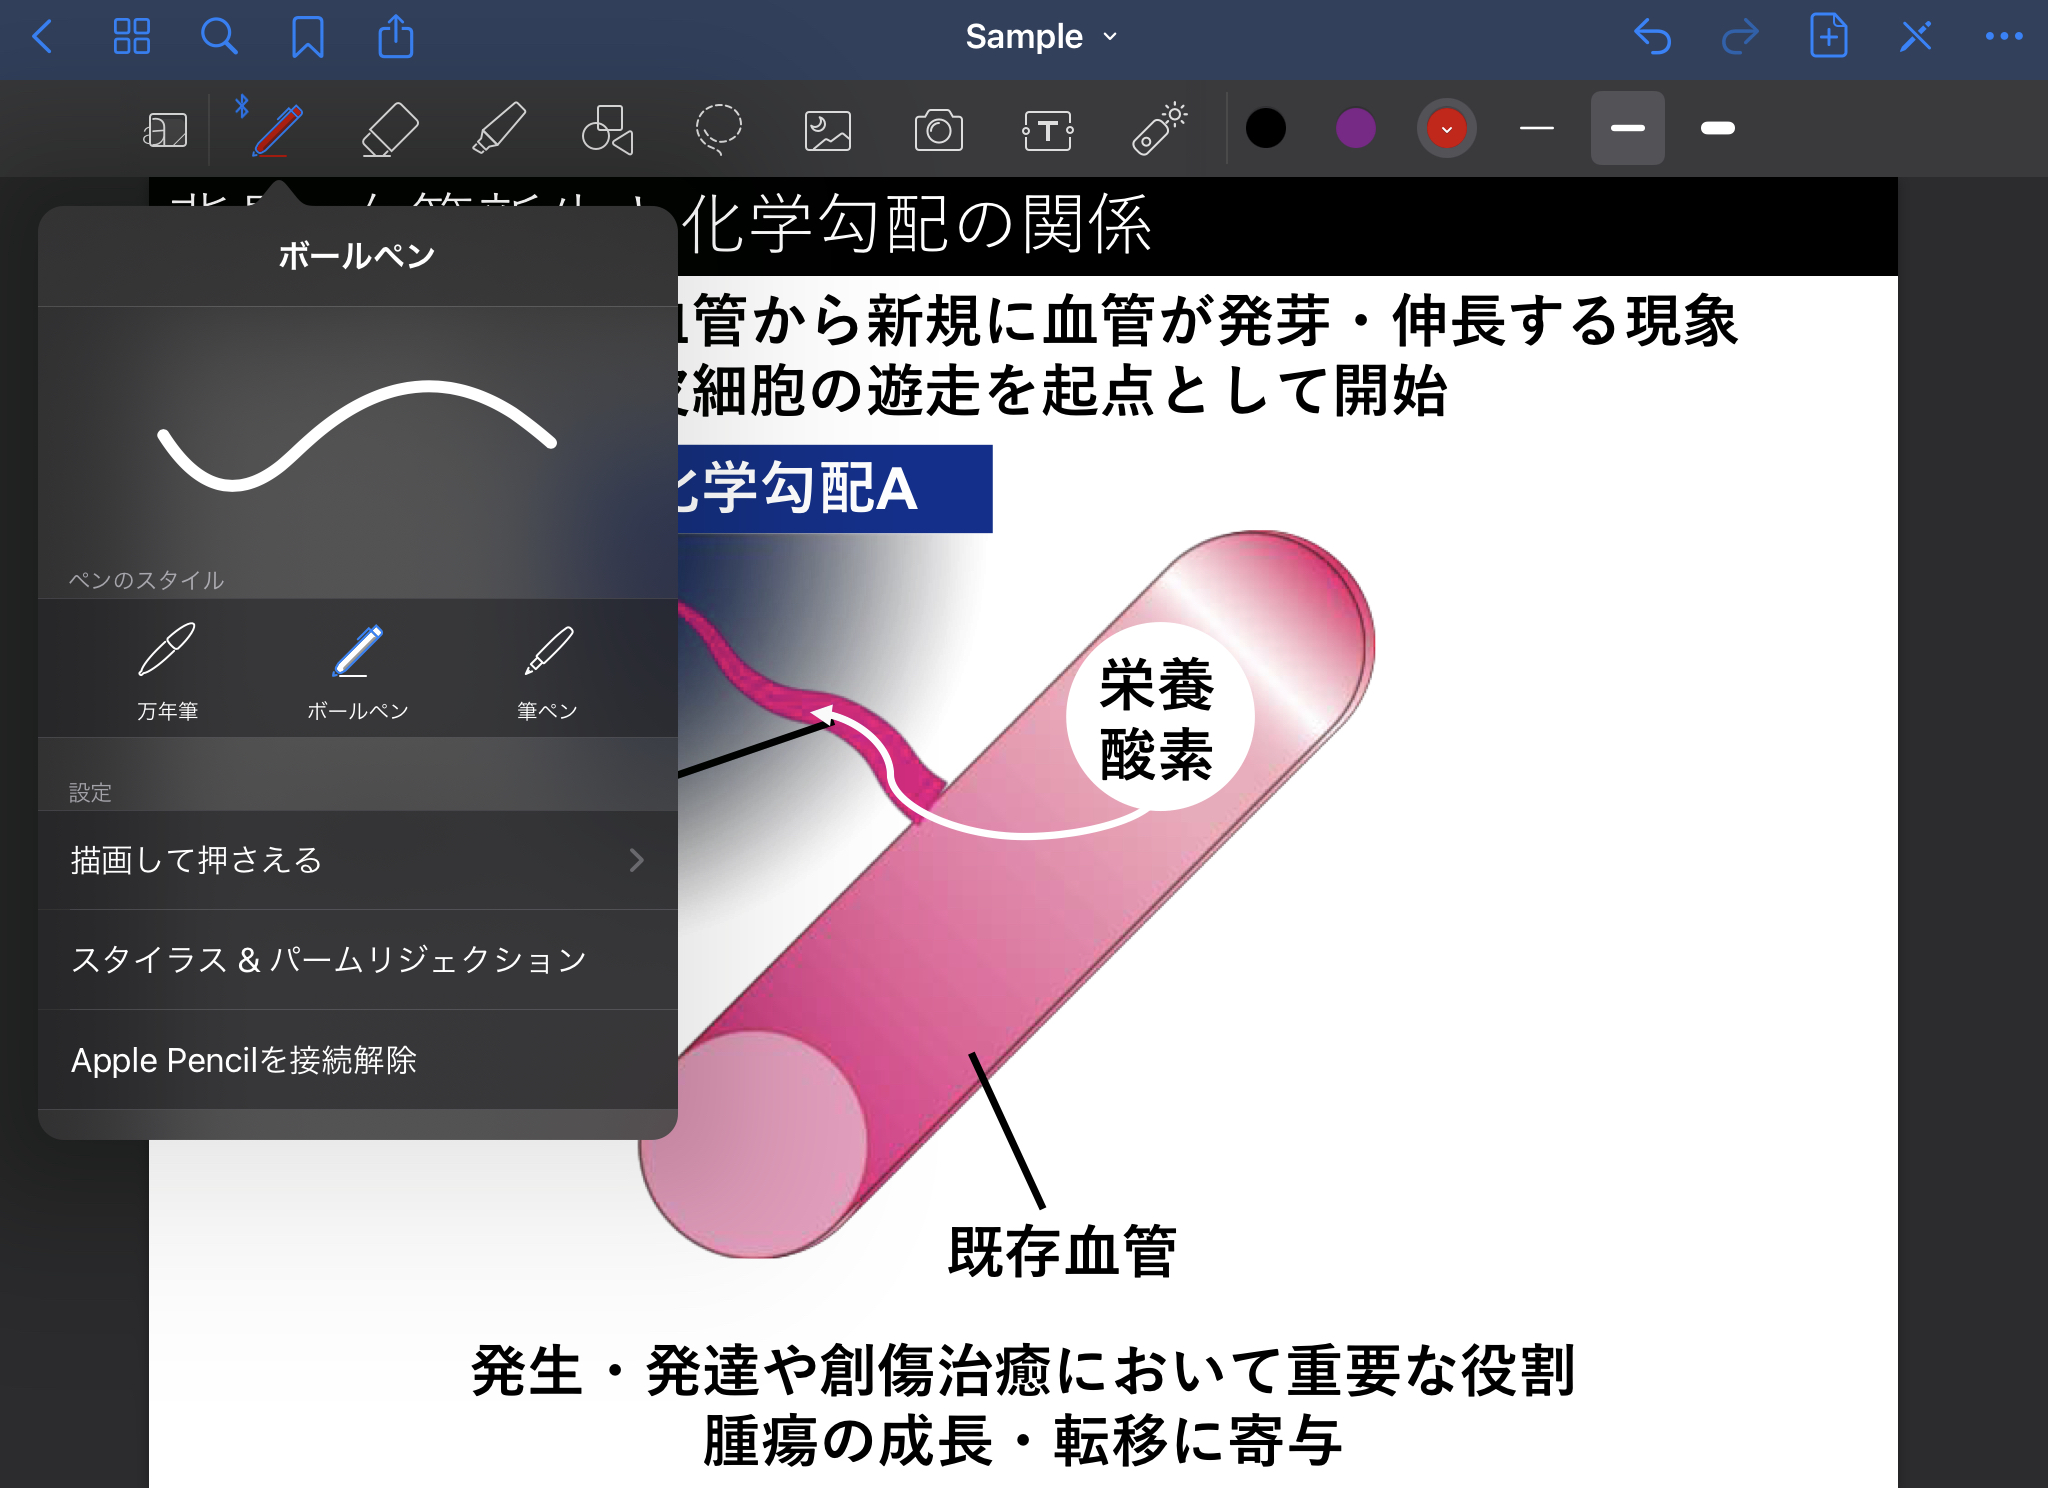 Sample
T
化学勾配の関係
ボールペン
管から新規に血管が発芽・伸長する現象
細胞の遊走を起点として開始
学勾配A
ペンのスタイル
万年筆
ボールペン
筆ペン
栄養
酸素
設定
描画して押さえる
スタイラス & パームリジェクション
Apple Pencilを接続解除
既存血管
発生・発達や創傷治癒において重要な役割
腫瘍の成長・転移に寄与